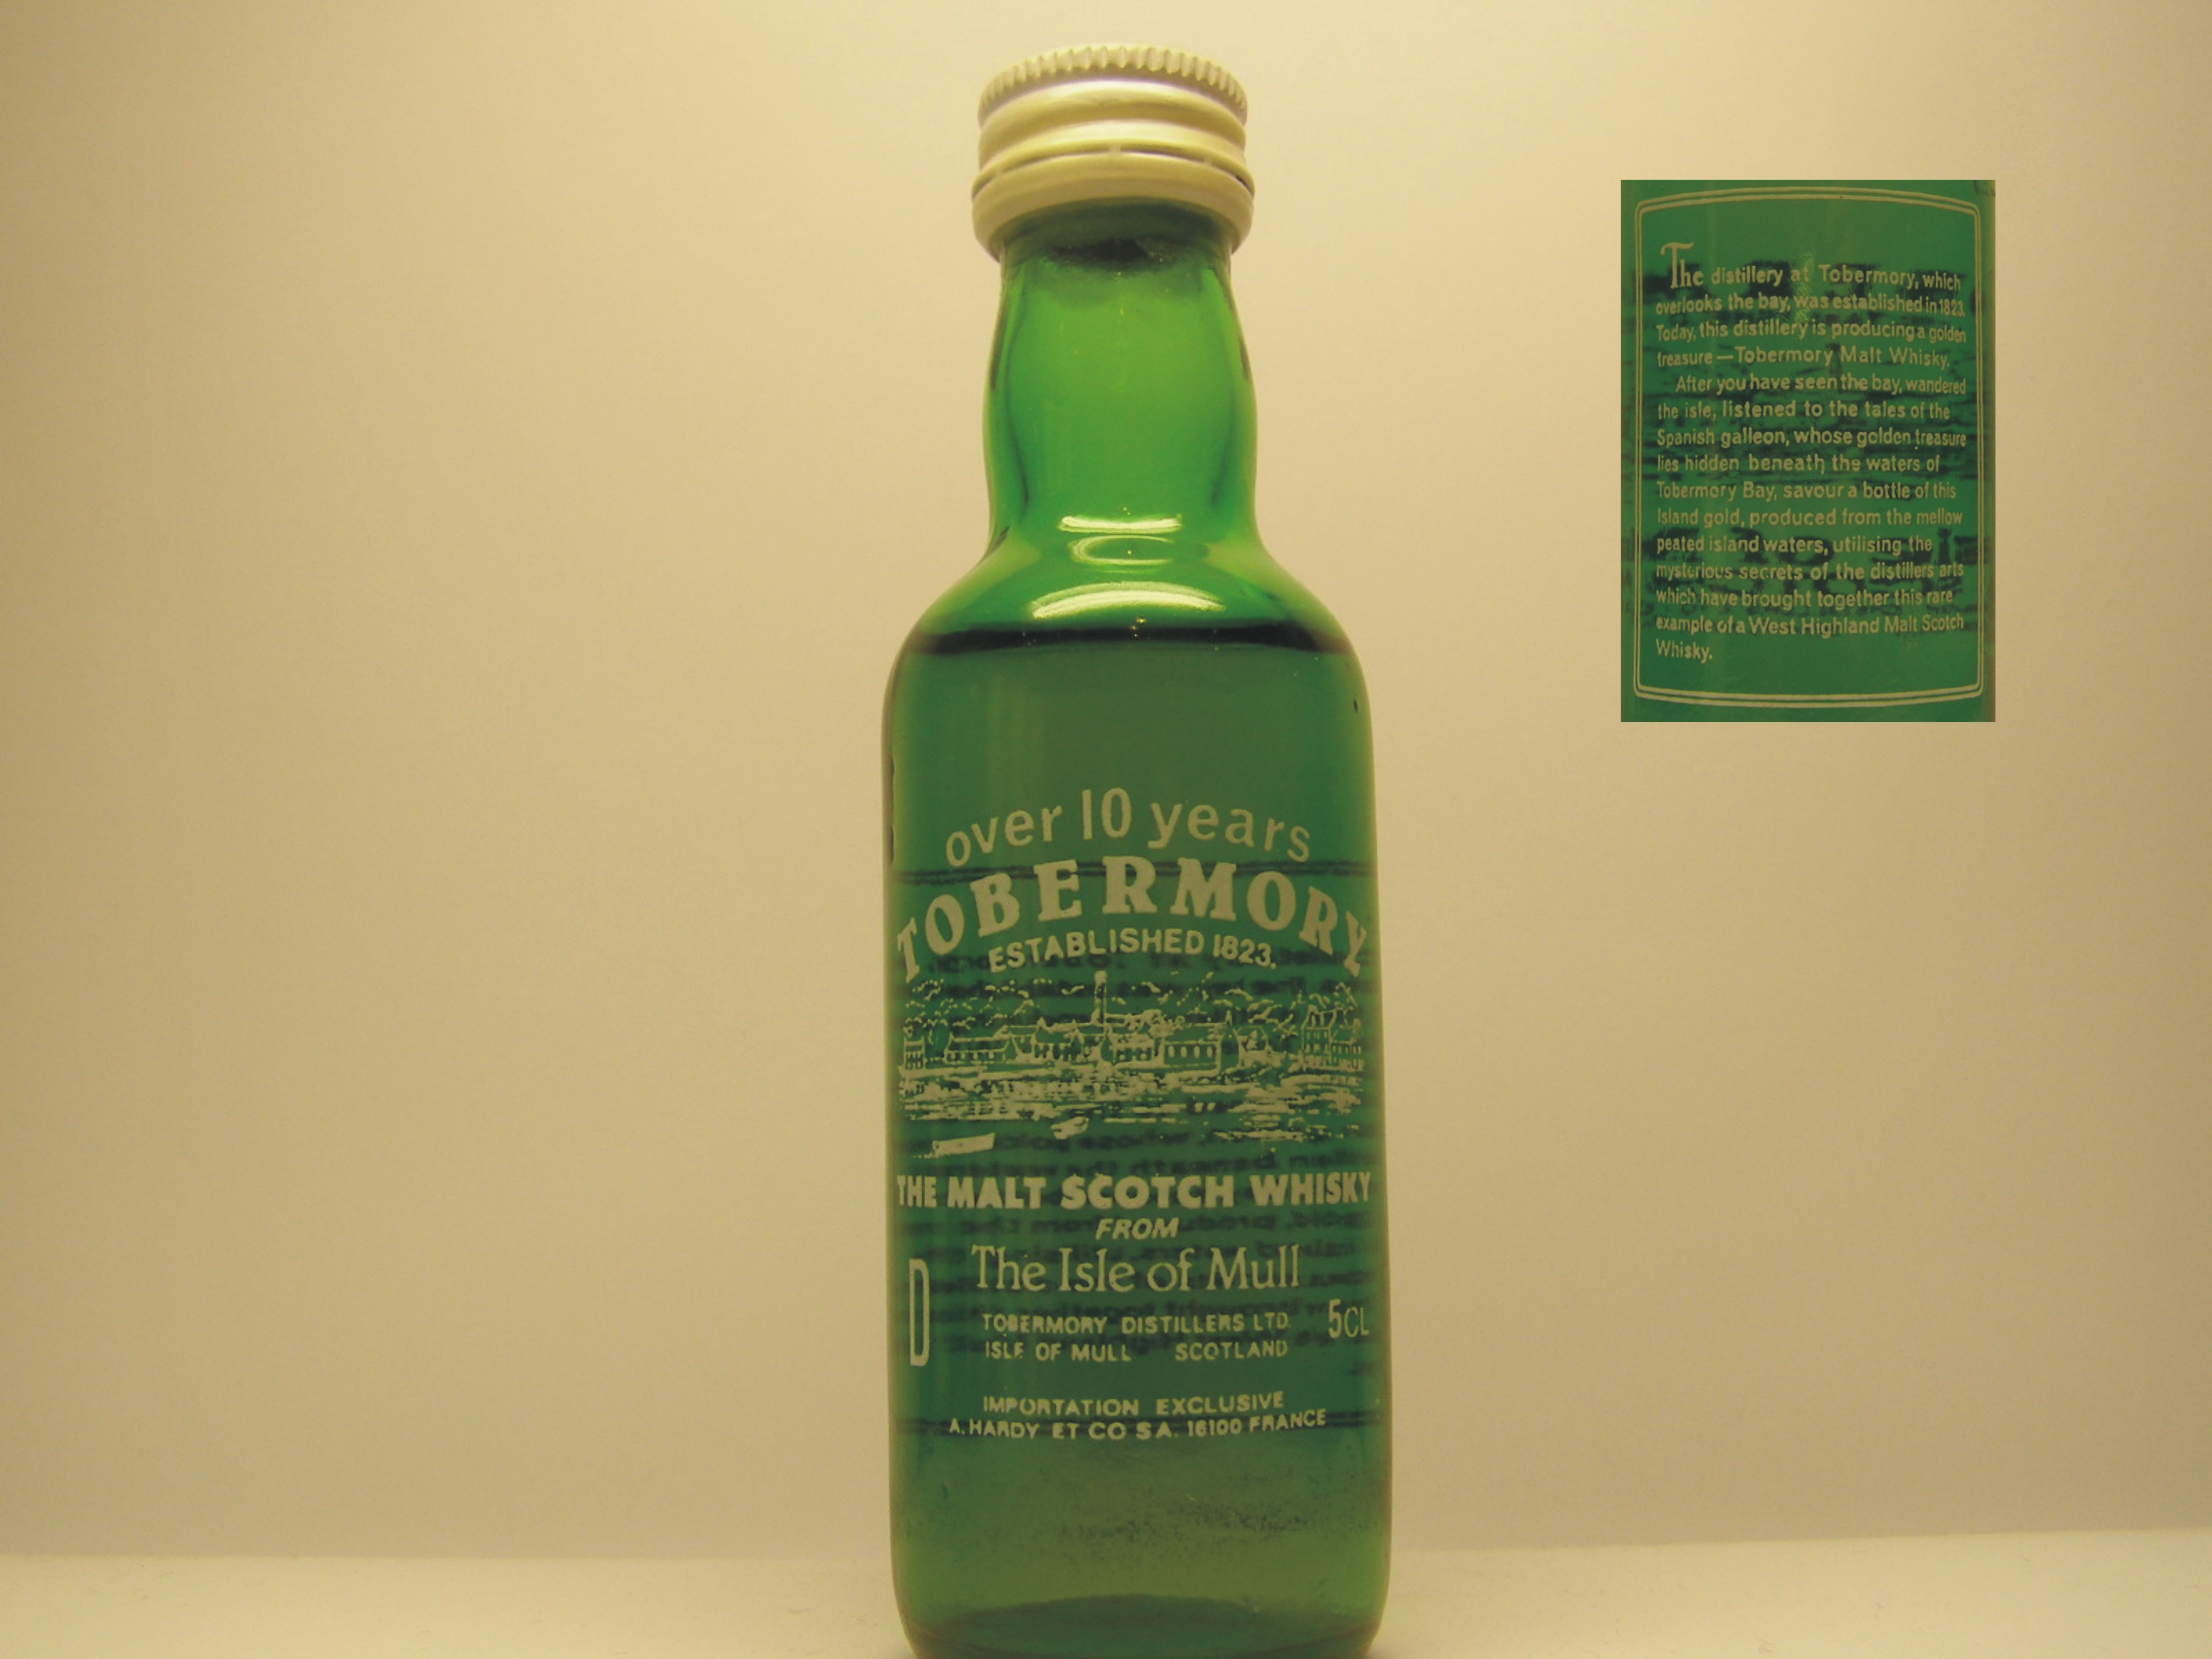 over 10 years
TOBERMORY
ESTABLISHED 1823.
THE MALT SCOTCH WHISKY
FROM
The Isle of Mull
D
TOBERMORY DISTILLERS LTD.
5CL
ISLE OF MULL SCOTLAND
IMPORTATION EXCLUSIVE
A. HARDY ET CO S.A. 16100 FRANCE
The distillery at Tobermory, which
overlooks the bay, was established in 1823.
Today, this distillery is producing a golden
treasure — Tobermory Malt Whisky.
After you have seen the bay, wandered
the isle, listened to the tales of the
Spanish galleon, whose golden treasure
lies hidden beneath the waters of
Tobermory Bay, savour a bottle of this
Island gold, produced from the mellow
peated island waters, utilising the
mysterious secrets of the distillers arts
which have brought together this rare
example of a West Highland Malt Scotch
Whisky.